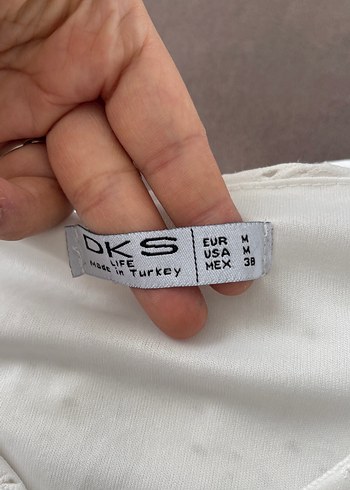 DKS
LIFE
Made in Turkey
EUR M
USA M
MEX 38